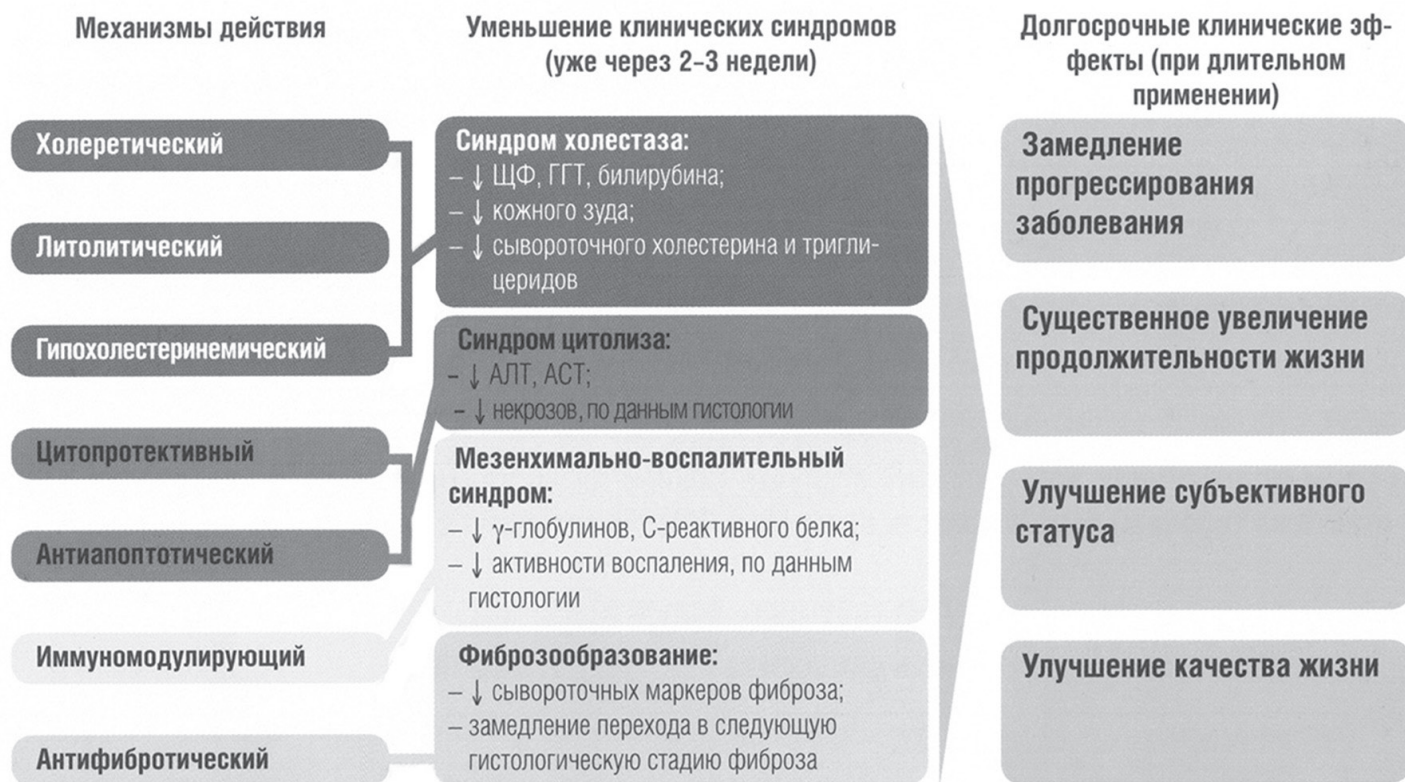 Механизмы действия
Холеретический
Литолитический
Гипохолестеринемический
Цитопротективный
Антиапоптотический
Иммуномодулирующий
Антифибротический
Уменьшение клинических синдромов
(уже через 2–3 недели)
Синдром холестаза:
– ↓ ЩФ, ГГТ, билирубина;
– ↓ кожного зуда;
– ↓ сывороточного холестерина и тригли-
церидов
Синдром цитолиза:
- ↓ АЛТ, АСТ;
- ↓ некрозов, по данным гистологии
Мезенхимально-воспалительный
синдром:
– ↓ γ-глобулинов, С-реактивного белка;
– ↓ активности воспаления, по данным
гистологии
Фиброзообразование:
– ↓ сывороточных маркеров фиброза;
– замедление перехода в следующую
гистологическую стадию фиброза
Долгосрочные клинические эф-
фекты (при длительном
применении)
Замедление
прогрессирования
заболевания
Существенное увеличение
продолжительности жизни
Улучшение субъективного
статуса
Улучшение качества жизни